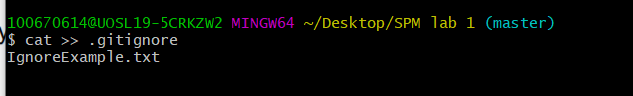 100670614@UOSL19-5CRKZW2 MINGW64 ~/Desktop/SPM lab 1 (master)
$ cat >> .gitignore
IgnoreExample.txt